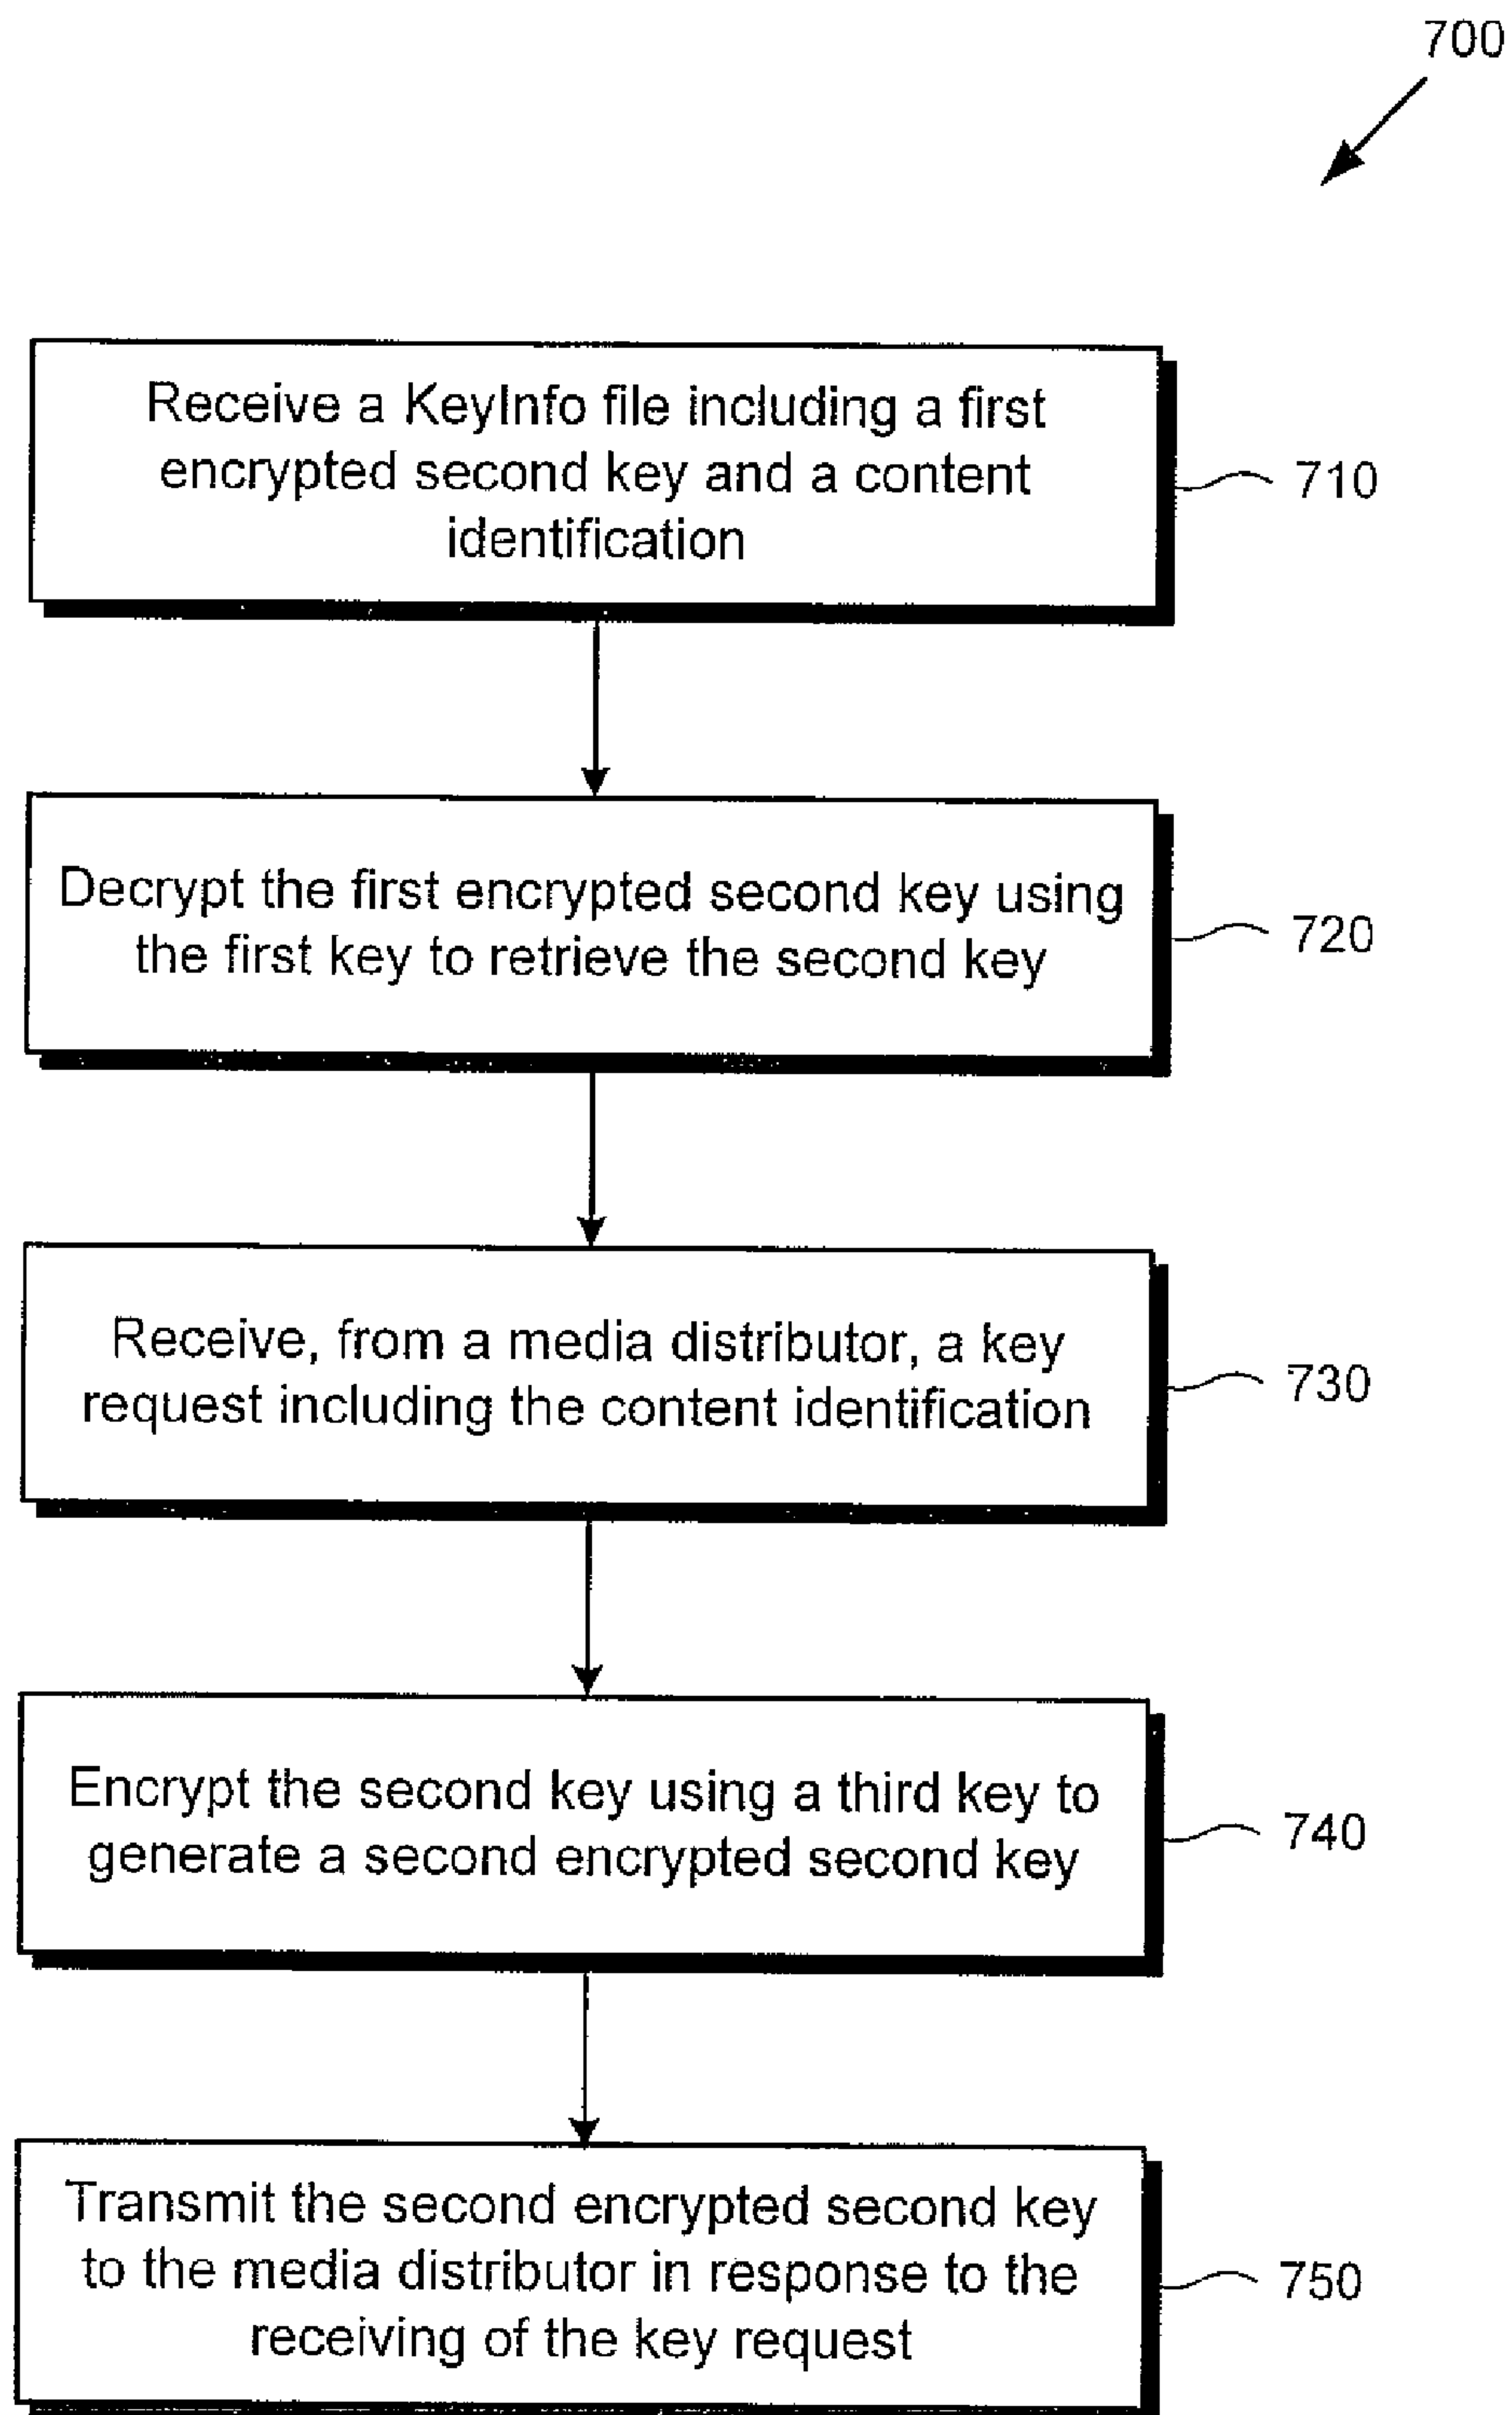 700
Receive a KeyInfo file including a first
encrypted second key and a content
identification
710
Decrypt the first encrypted second key using
the first key to retrieve the second key
720
Receive, from a media distributor, a key
request including the content identification
730
Encrypt the second key using a third key to
generate a second encrypted second key
740
Transmit the second encrypted second key
to the media distributor in response to the
receiving of the key request
750